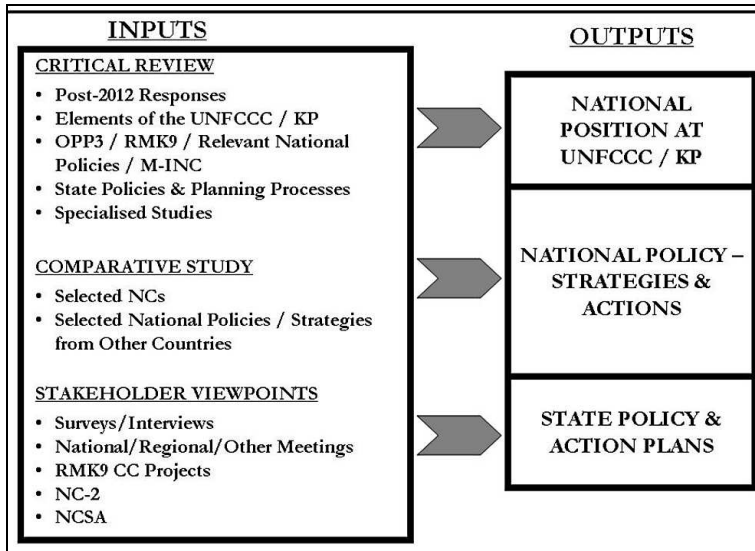 INPUTS
CRITICAL REVIEW
• Post-2012 Responses
• Elements of the UNFCCC / KP
• OPP3 / RMK9 / Relevant National
Policies / M-INC
• State Policies & Planning Processes
• Specialised Studies
COMPARATIVE STUDY
• Selected NCs
• Selected National Policies / Strategies
from Other Countries
STAKEHOLDER VIEWPOINTS
• Surveys/Interviews
• National/Regional/Other Meetings
• RMK9 CC Projects
• NC-2
• NCSA
OUTPUTS
NATIONAL
POSITION AT
UNFCCC / KP
NATIONAL POLICY –
STRATEGIES &
ACTIONS
STATE POLICY &
ACTION PLANS